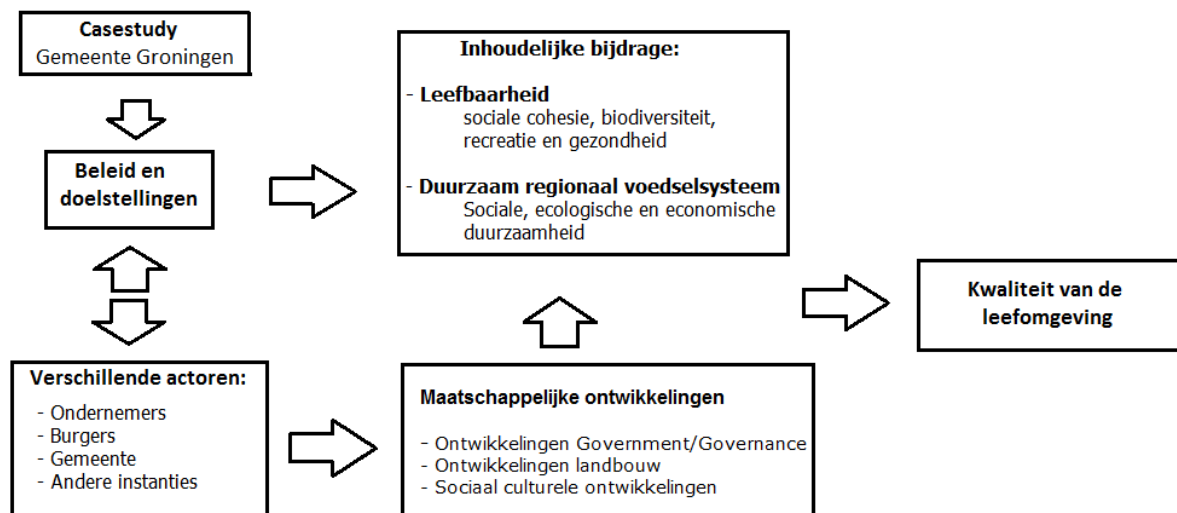 Casestudy
Gemeente Groningen
Beleid en
doelstellingen
Inhoudelijke bijdrage:
- Leefbaarheid
sociale cohesie, biodiversiteit,
recreatie en gezondheid
- Duurzaam regionaal voedselsysteem
Sociale, ecologische en economische
duurzaamheid
Kwaliteit van de
leefomgeving
Verschillende actoren:
- Ondernemers
- Burgers
- Gemeente
- Andere instanties
Maatschappelijke ontwikkelingen
- Ontwikkelingen Government/Governance
- Ontwikkelingen landbouw
- Sociaal culturele ontwikkelingen